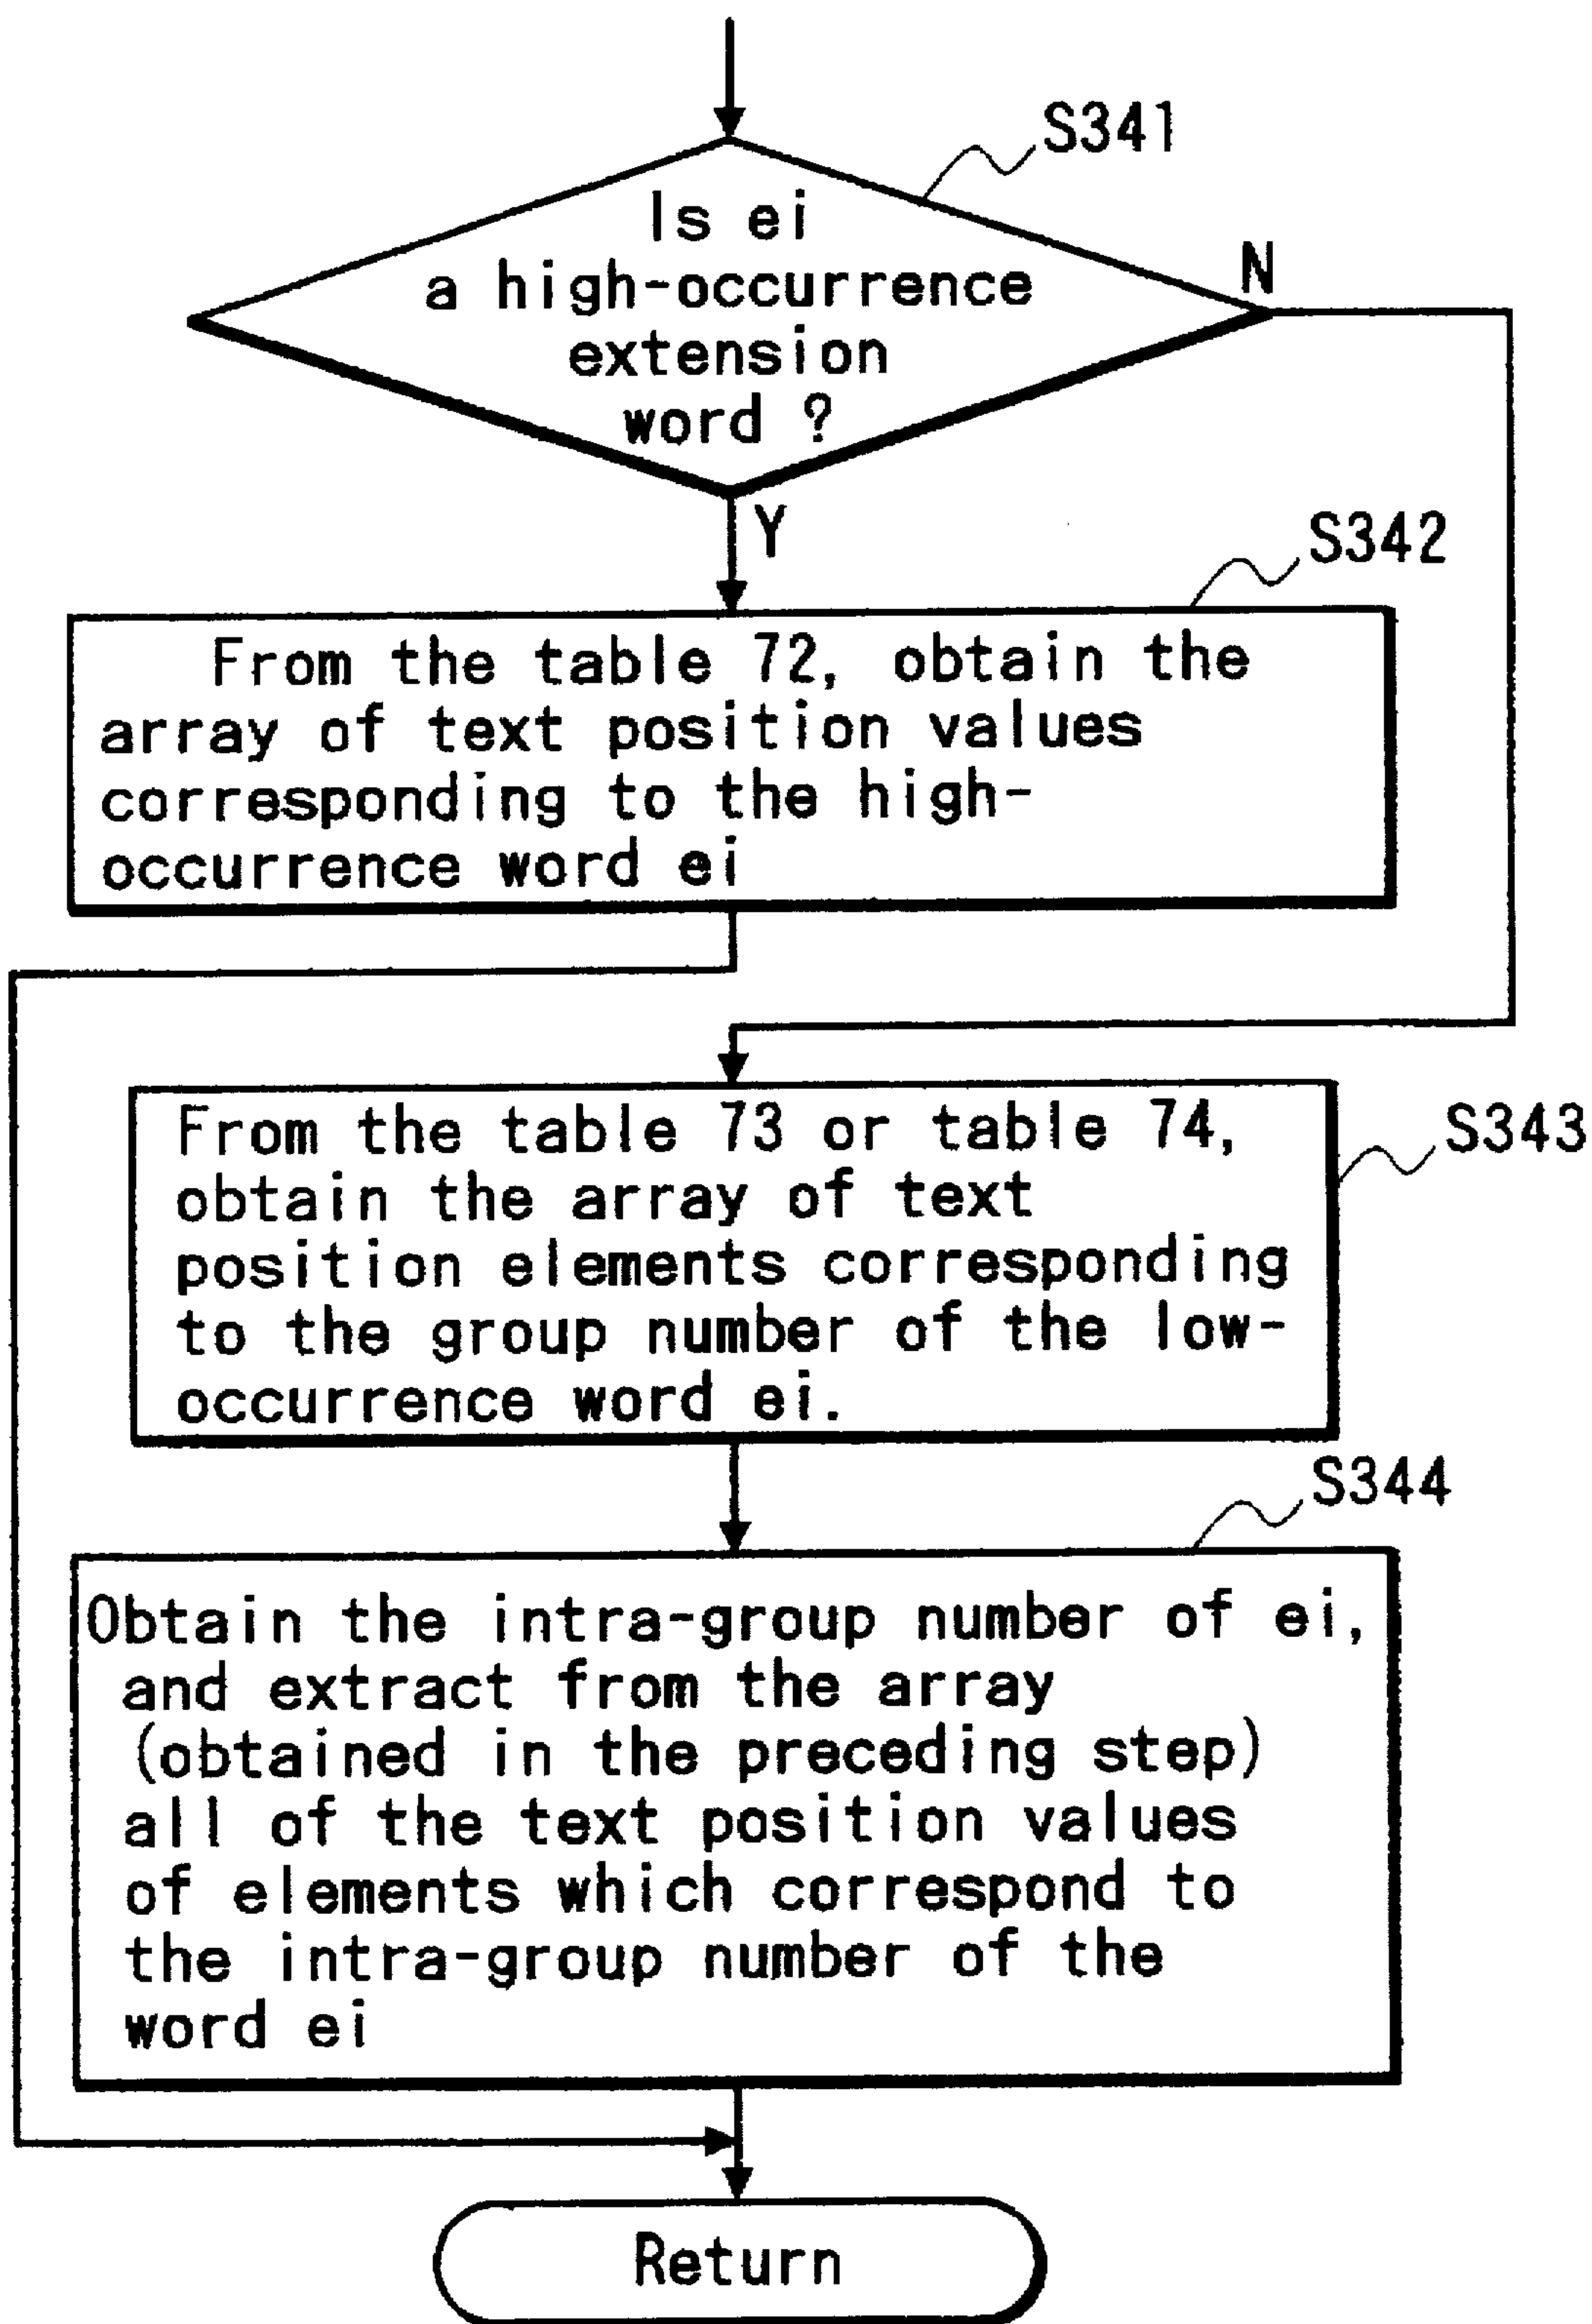 S341
Is ei
a high-occurrence
extension
word ?
N
Y
S342
From the table 72, obtain the
array of text position values
corresponding to the high-
occurrence word ei
From the table 73 or table 74,
obtain the array of text
position elements corresponding
to the group number of the low-
occurrence word ei.
S343
S344
Obtain the intra-group number of ei,
and extract from the array
(obtained in the preceding step)
all of the text position values
of elements which correspond to
the intra-group number of the
word ei
Return